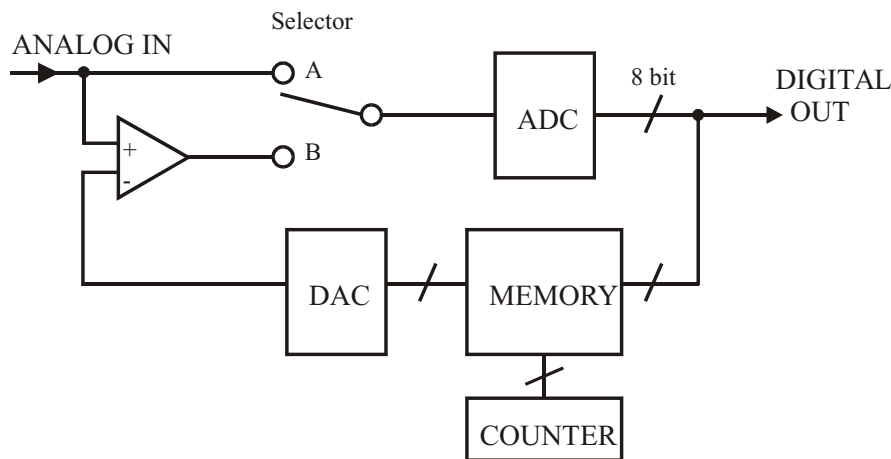 Selector
ANALOG IN
A
8 bit
DIGITAL
OUT
ADC
+
B
-
DAC
MEMORY
COUNTER